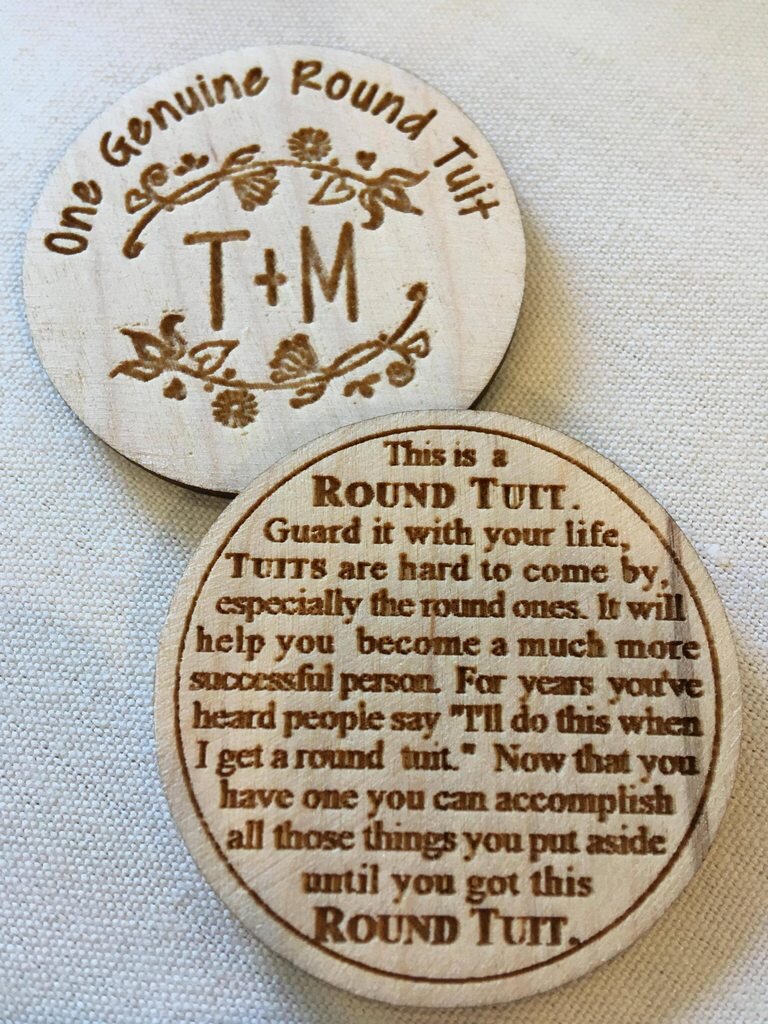 One Genuine Round Tuit
T+M
This is a
ROUND TUIT.
Guard it with your life,
TUITS are hard to come by,
especially the round ones. It will
help you become a much more
successful person. For years you've
heard people say "I'll do this when
I get a round tuit." Now that you
have one you can accomplish
all those things you put aside
until you got this
ROUND TUIT.